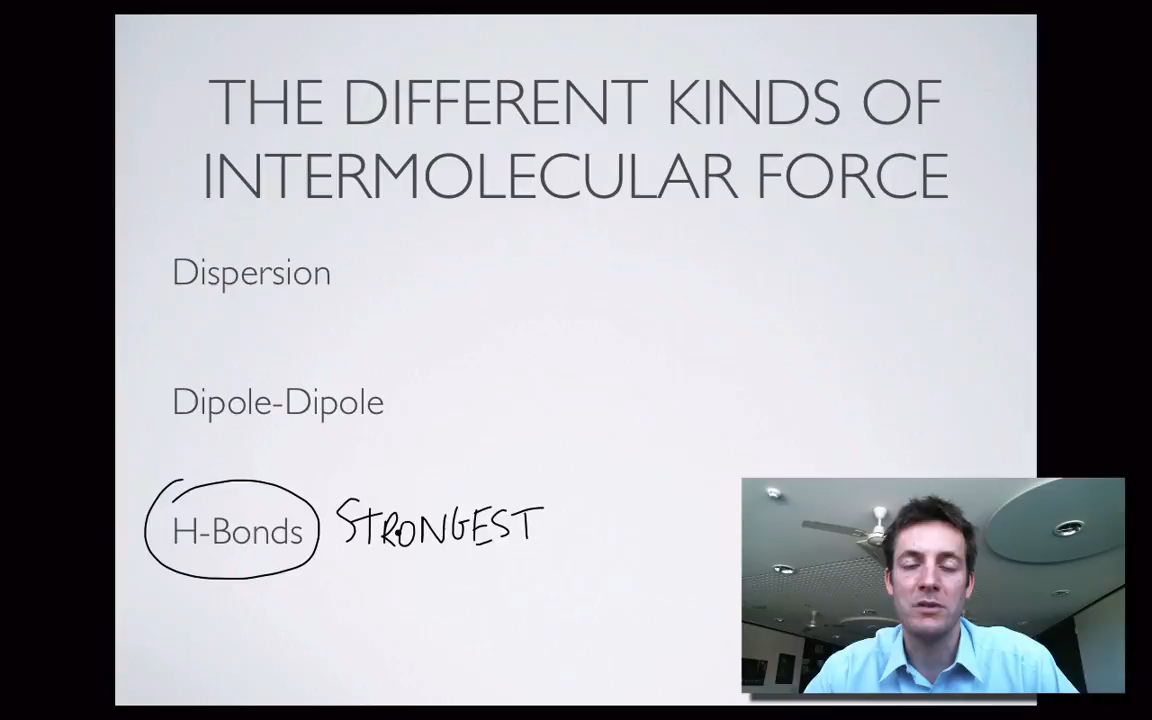 THE DIFFERENT KINDS OF
INTERMOLECULAR FORCE
Dispersion
Dipole-Dipole
H-Bonds STRONGEST